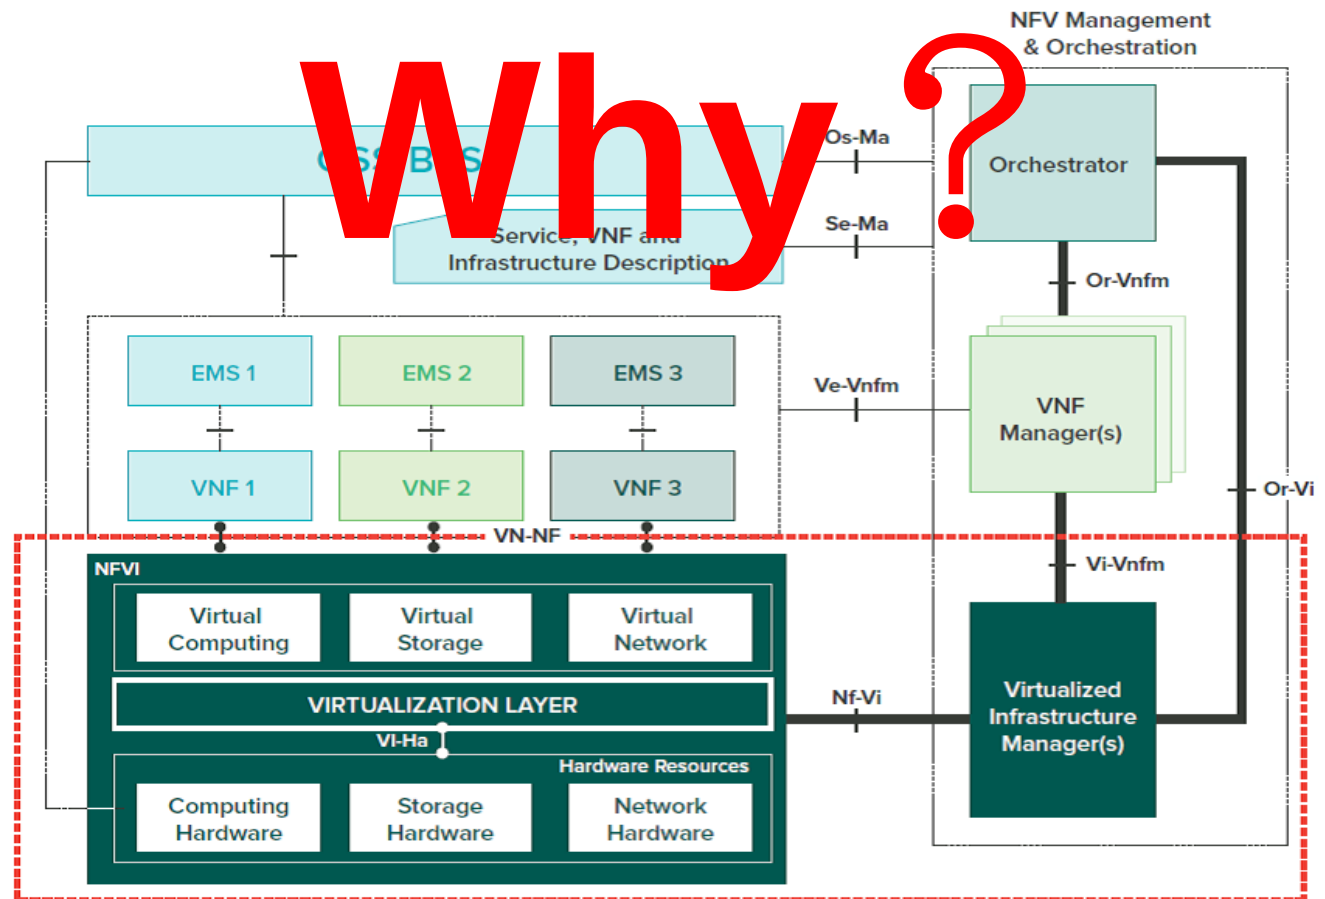 NFV Management
& Orchestration
Why ?
Os-Ma
Orchestrator
Se-Ma
Service, VNF and
Infrastructure Description
Or-Vnfm
EMS 1
EMS 2
EMS 3
Ve-Vnfm
VNF
Manager(s)
VNF 1
VNF 2
VNF 3
Or-Vi
VN-NF
NFVI
Vi-Vnfm
Virtual
Computing
Virtual
Storage
Virtual
Network
VIRTUALIZATION LAYER
Nf-Vi
Virtualized
Infrastructure
Manager(s)
VI-Ha
Hardware Resources
Computing
Hardware
Storage
Hardware
Network
Hardware